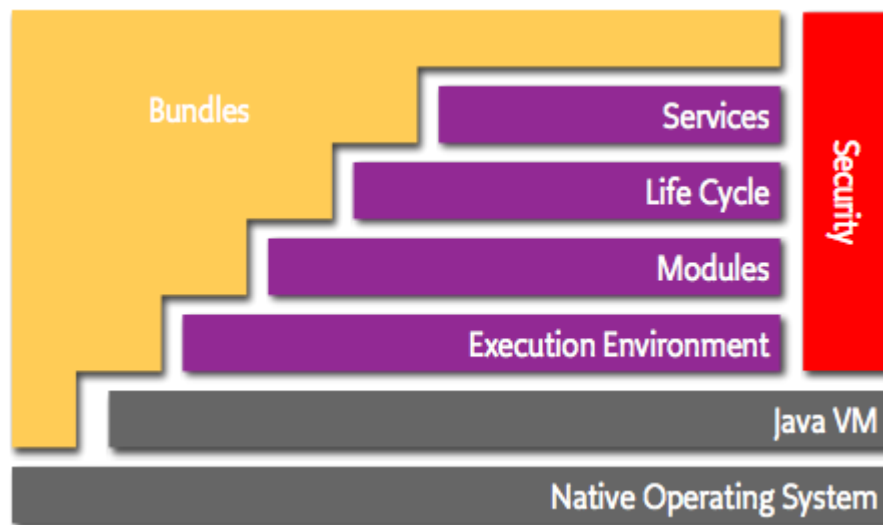 Bundles
Services
Life Cycle
Modules
Execution Environment
Java VM
Native Operating System
Security